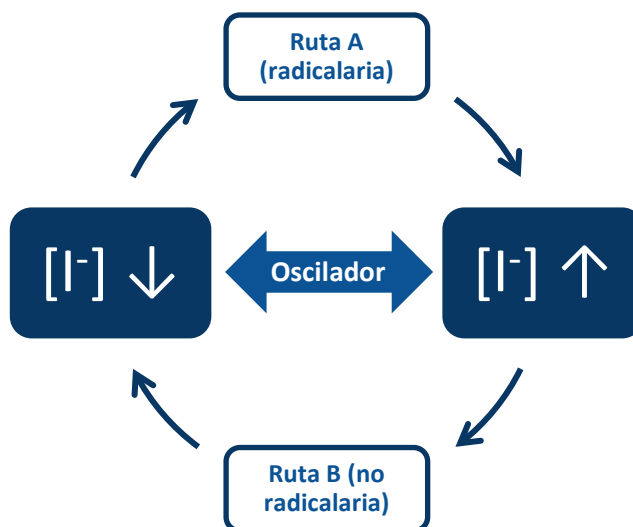 Ruta A
(radicalaria)
[I⁻] ↓
Oscilador
[I⁻] ↑
Ruta B (no
radicalaria)